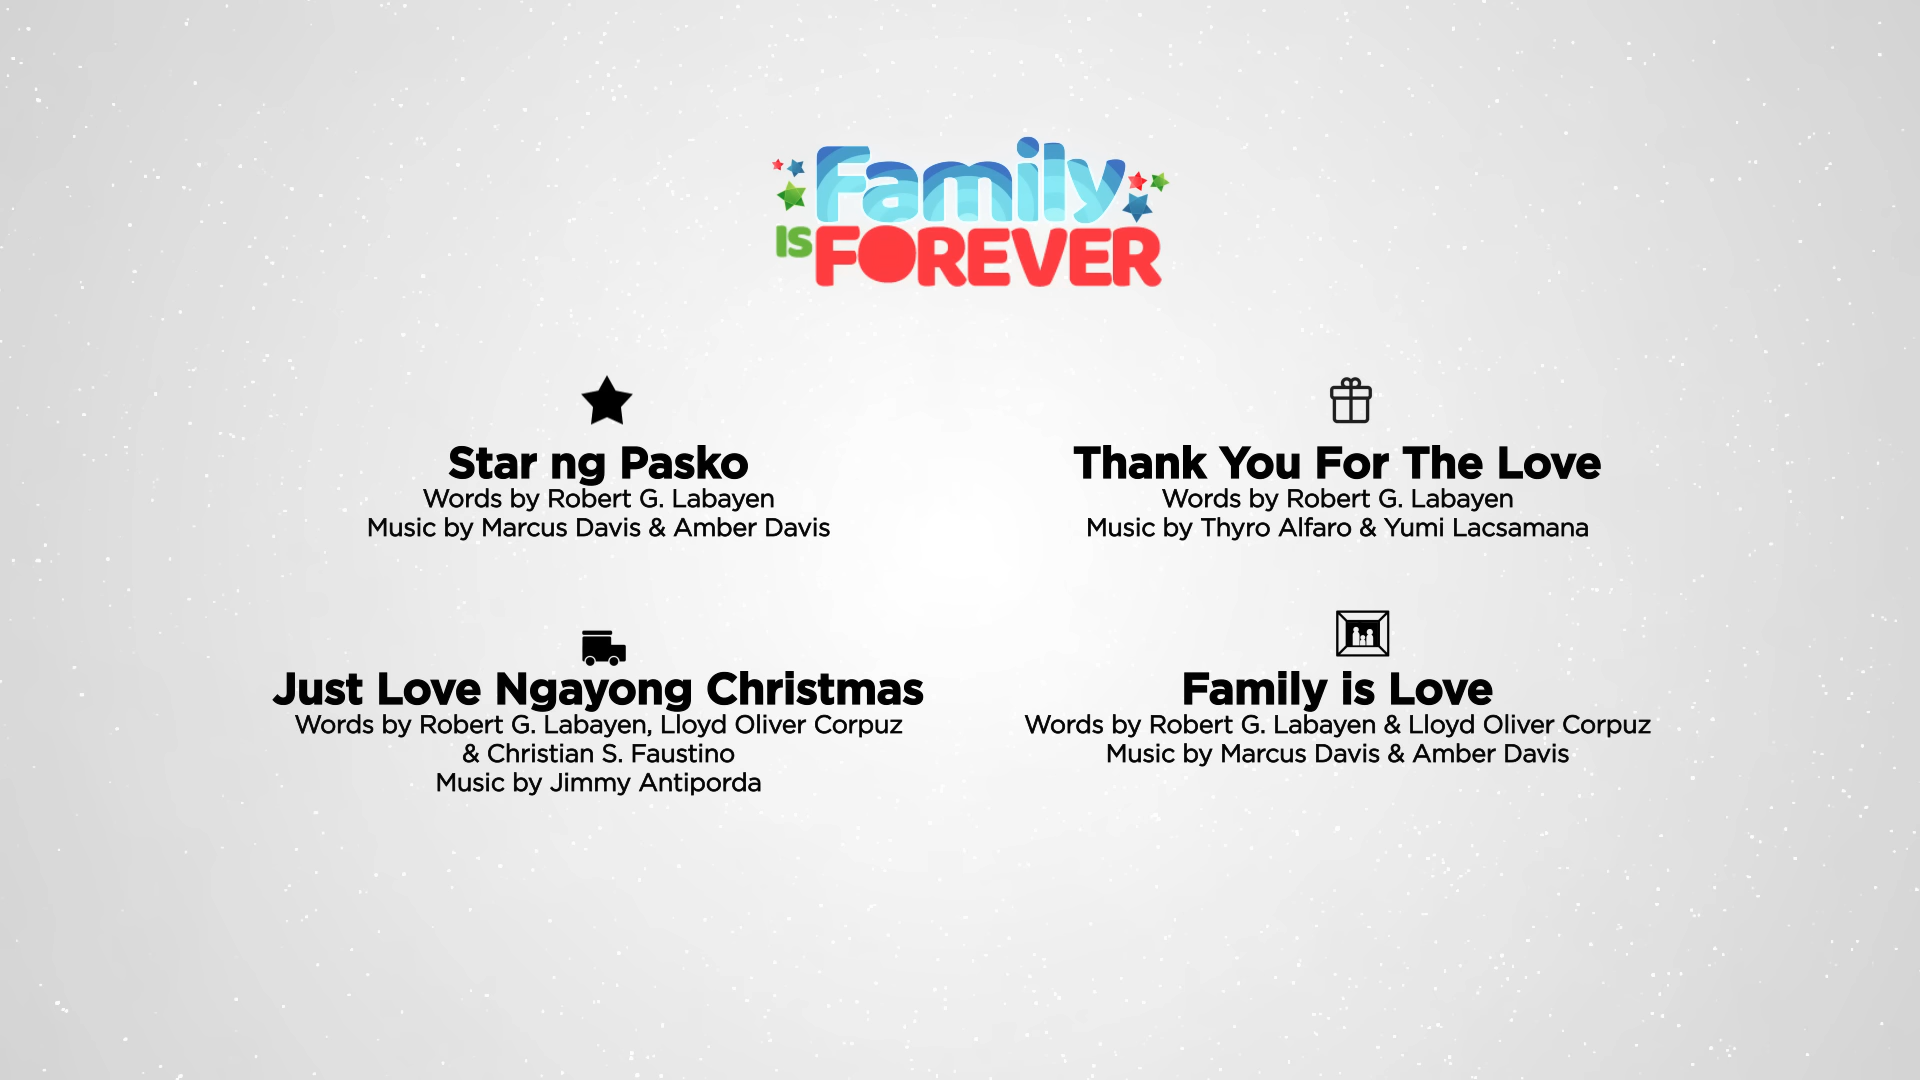 Family
IS FOREVER
Star ng Pasko
Words by Robert G. Labayen
Music by Marcus Davis & Amber Davis
Thank You For The Love
Words by Robert G. Labayen
Music by Thyro Alfaro & Yumi Lacsamana
Just Love Ngayong Christmas
Words by Robert G. Labayen, Lloyd Oliver Corpuz
& Christian S. Faustino
Music by Jimmy Antiporda
Family is Love
Words by Robert G. Labayen & Lloyd Oliver Corpuz
Music by Marcus Davis & Amber Davis